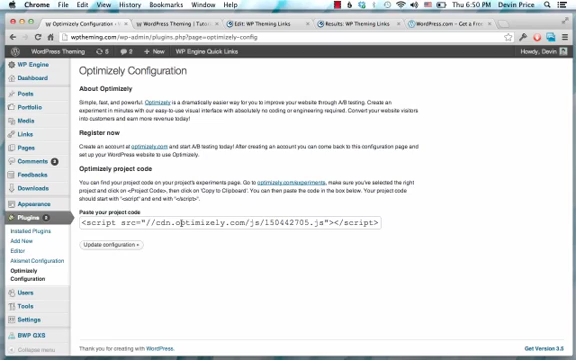 Chrome File Edit View History Bookmarks Window Help
Thu 6:50 PM Devin Price
Optimizely Configuration
WordPress Theming | Tutor
Edit: WP Theming Links
Results: WP Theming Links
WordPress.com - Get a Free
wptheming.com/wp-admin/plugins.php?page=optimizely-config
WordPress Theming
+ New
WP Engine Quick Links
Howdy, Devin
WP Engine
Dashboard
Posts
Portfolio
Media
Links
Pages
Comments
Feedbacks
Downloads
Appearance
Plugins
Installed Plugins
Add New
Editor
Akismet Configuration
Optimizely
Configuration
Users
Tools
Settings
BWP GXS
Collapse menu
Optimizely Configuration
About Optimizely
Simple, fast, and powerful. Optimizely is a dramatically easier way for you to improve your website through A/B testing. Create an
experiment in minutes with our easy-to-use visual interface with absolutely no coding or engineering required. Convert your website visitors
into customers and earn more revenue today!
Register now
Create an account at optimizely.com and start A/B testing today! After creating an account you can come back to this configuration page and
set up your WordPress website to use Optimizely.
Optimizely project code
You can find your project code on your project's experiments page. Go to optimizely.com/experiments, make sure you've selected the right
project and click on <Project Code>, then click on 'Copy to Clipboard'. You can then paste the code in the box below. Your project code
should start with "<script" and end with "</script>".
Paste your project code
<script src="//cdn.optimizely.com/js/150442705.js"></script>
Update configuration »
Thank you for creating with WordPress.